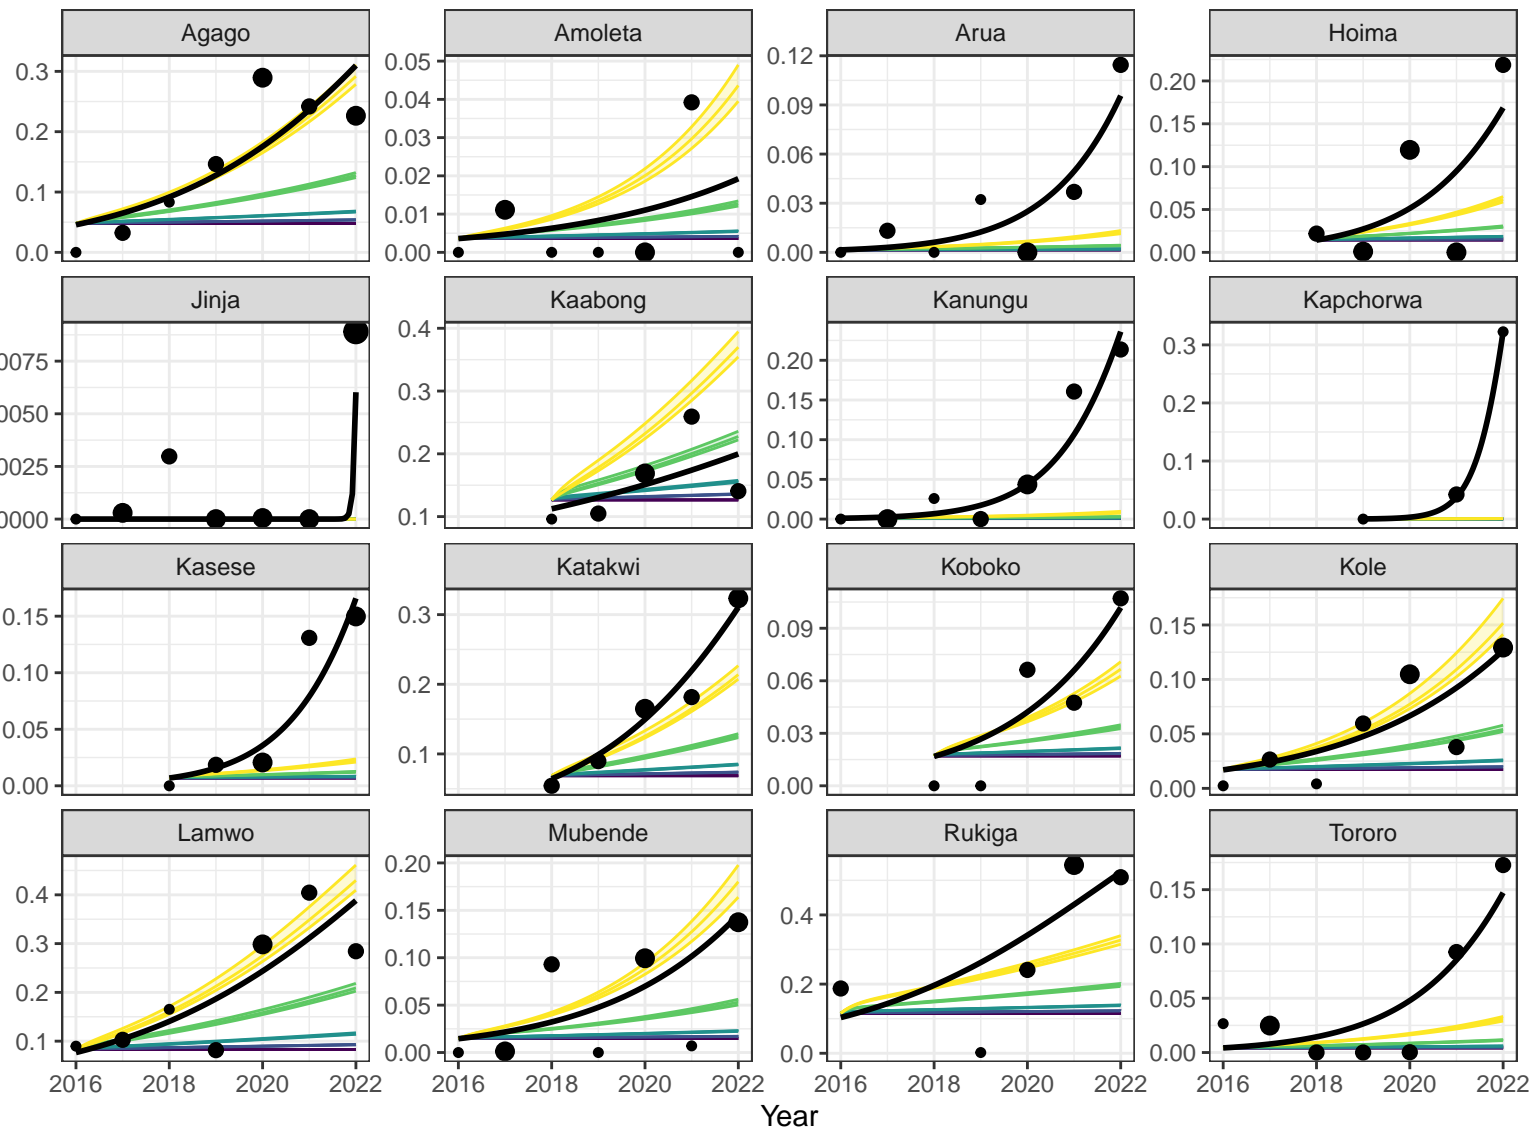 Agago Amoleta Arua Hoima
0.3 0.2 0.1 0.0
0.05 0.04 0.03 0.02 0.01 0.00
0.12 0.09 0.06 0.03 0.00
0.20 0.15 0.10 0.05 0.00
Jinja Kaabong Kanungu Kapchorwa
0075 0050 0025 0000
0.4 0.3 0.2 0.1
0.20 0.15 0.10 0.05 0.0
0.3 0.2 0.1 0.0
Kasese Katakwi Koboko Kole
0.15 0.10 0.05 0.00
0.3 0.2 0.1
0.09 0.06 0.03 0.00
0.15 0.10 0.05 0.00
Lamwo Mubende Rukiga Tororo
0.4 0.3 0.2 0.1
0.20 0.15 0.10 0.05 0.00
0.4 0.2 0.0
0.15 0.10 0.05 0.00
2016 2018 2020 2022 2016 2018 2020 2022 2016 2018 2020 2022 2016 2018 2020 2022
Year